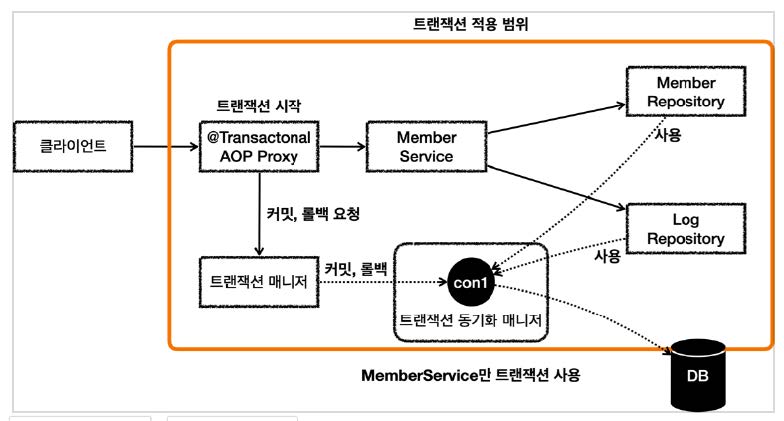 트랜잭션 적용 범위
트랜잭션 시작
클라이언트
@Transactonal
AOP Proxy
Member
Service
Member
Repository
사용
Log
Repository
사용
커밋, 롤백 요청
트랜잭션 매니저
커밋, 롤백
con1
트랜잭션 동기화 매니저
MemberService만 트랜잭션 사용
DB